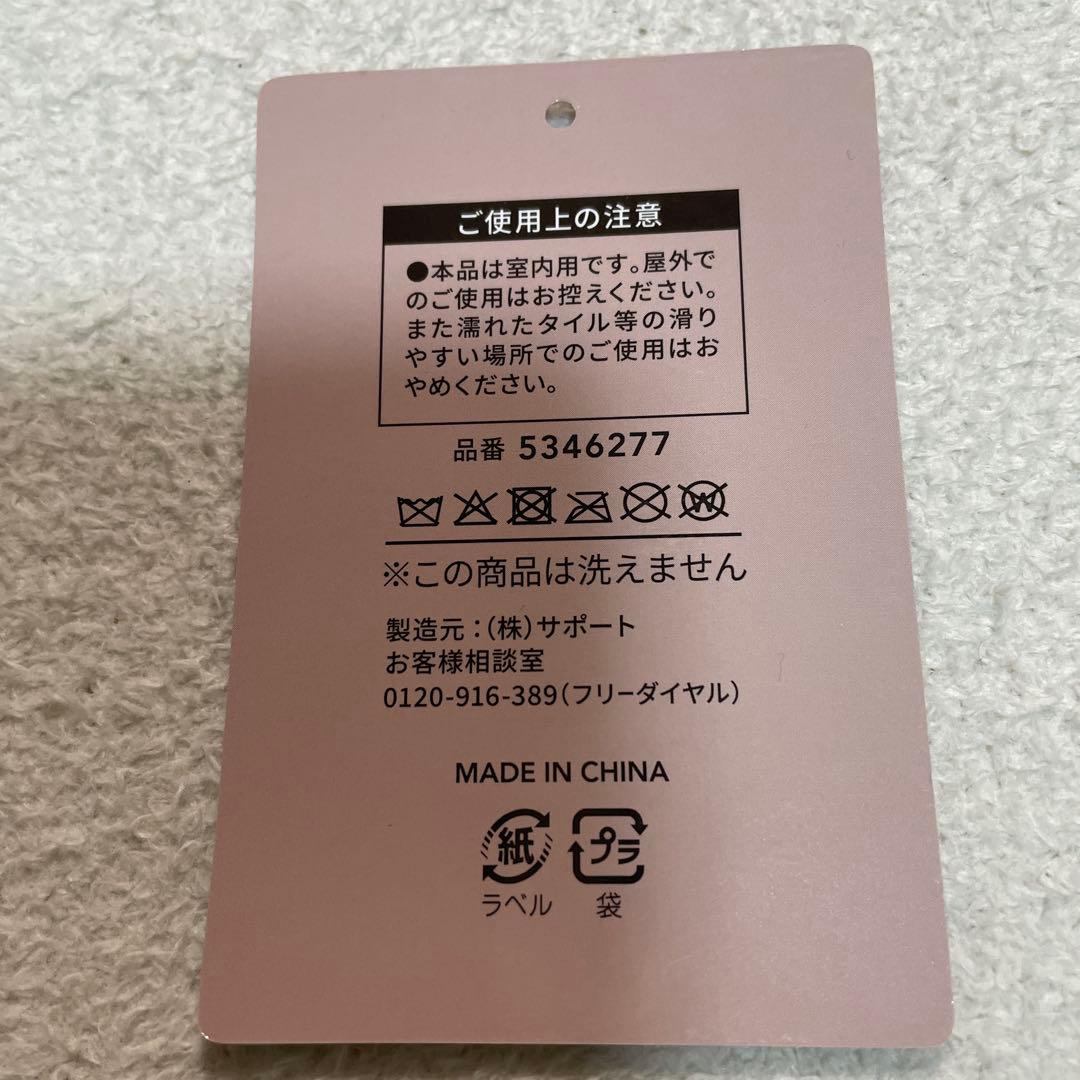 ご使用上の注意
●本品は室内用です。屋外で
のご使用はお控えください。
また濡れたタイル等の滑り
やすい場所でのご使用はお
やめください。
品番 5346277
※この商品は洗えません
製造元：(株)サポート
お客様相談室
0120-916-389(フリーダイヤル)
MADE IN CHINA
紙 プラ
ラベル 袋